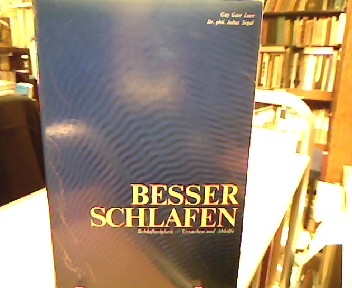 Gay Gaer Luce
Dr. phil. Julius Segal
BESSER
SCHLAFEN
Schlaflosigkeit – Ursachen und Abhilfe